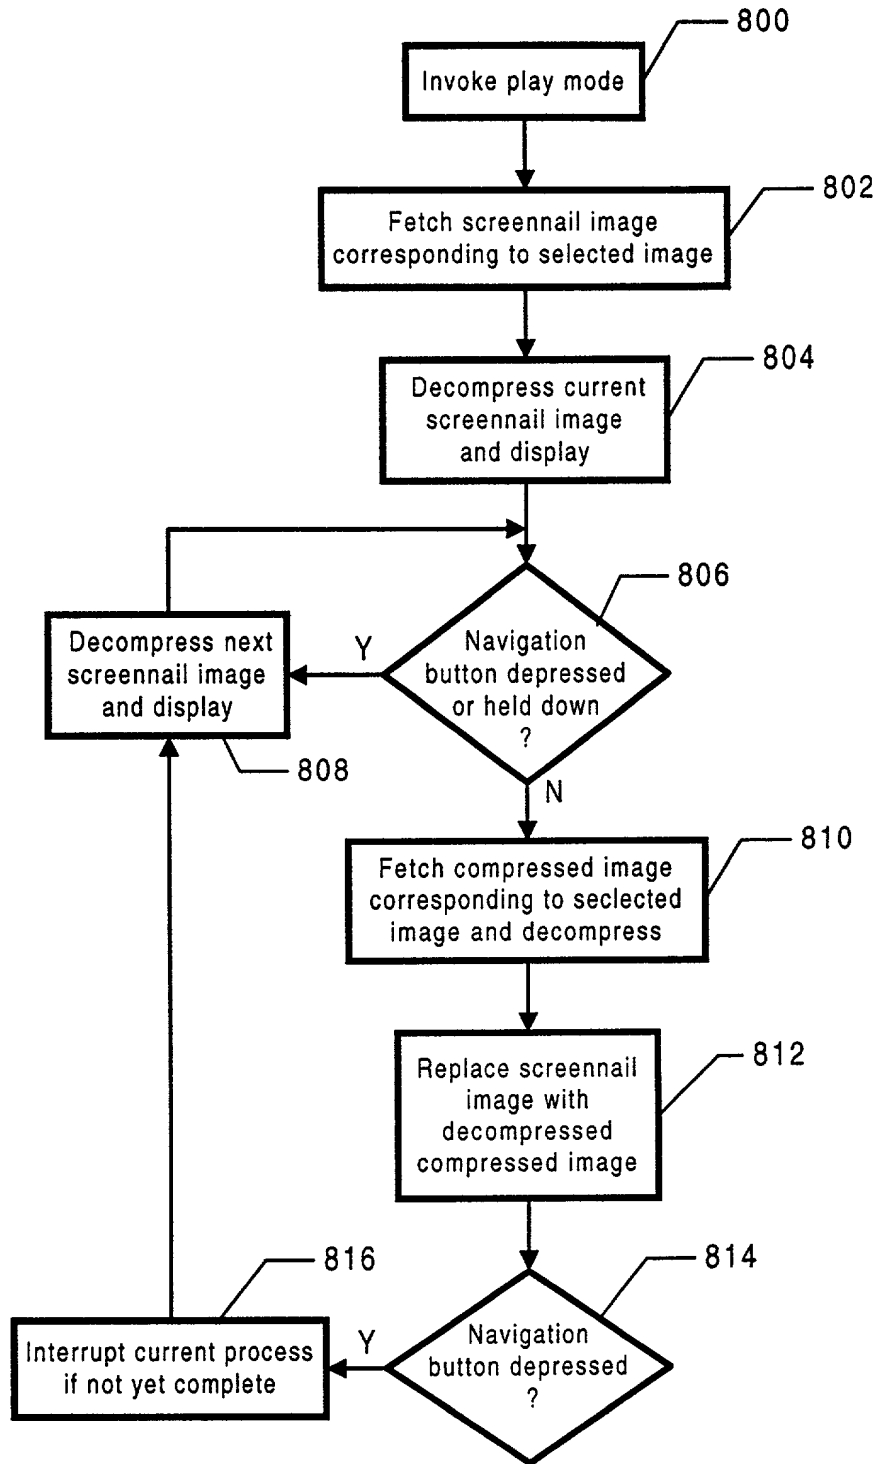 800
Invoke play mode
802
Fetch screennail image
corresponding to selected image
804
Decompress current
screennail image
and display
806
Navigation
button depressed
or held down
?
Y
Decompress next
screennail image
and display
808
N
810
Fetch compressed image
corresponding to seclected
image and decompress
812
Replace screennail
image with
decompressed
compressed image
814
Navigation
button depressed
?
Y
816
Interrupt current process
if not yet complete